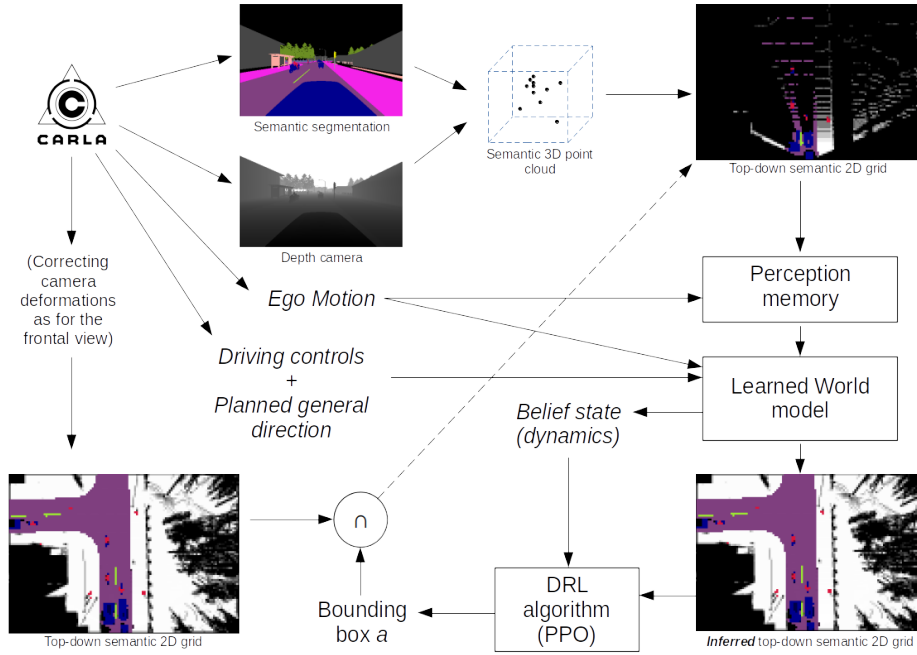 C
CARLA
Semantic segmentation
Depth camera
Semantic 3D point
cloud
Top-down semantic 2D grid
(Correcting
camera
deformations
as for the
frontal view)
Ego Motion
Perception
memory
Driving controls
+
Planned general
direction
Learned World
model
Belief state
(dynamics)
∩
Top-down semantic 2D grid
Bounding
box a
DRL
algorithm
(PPO)
Inferred top-down semantic 2D grid